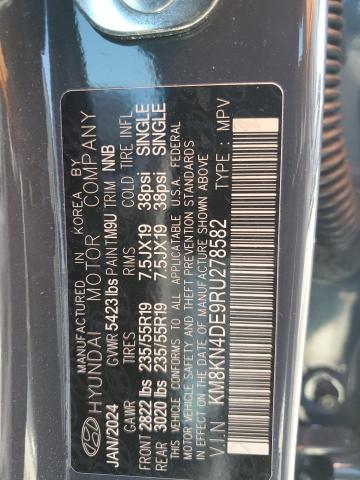 MANUFACTURED IN KOREA BY
HYUNDAI MOTOR COMPANY
JAN/2024 GVWR 5423 lbs PAINT M9U TRIM NNB
GAWR TIRES RIMS COLD TIRE INFL
FRONT 2822 lbs 235/55R19 7.5JX19 38psi SINGLE
REAR 3020 lbs 235/55R19 7.5JX19 38psi SINGLE
THIS VEHICLE CONFORMS TO ALL APPLICABLE U.S.A. FEDERAL
MOTOR VEHICLE SAFETY AND BUMPER STANDARDS
IN EFFECT ON THE DATE OF MANUFACTURE SHOWN ABOVE.
V.I.N KM8KN4DE9RU278582 TYPE : MPV